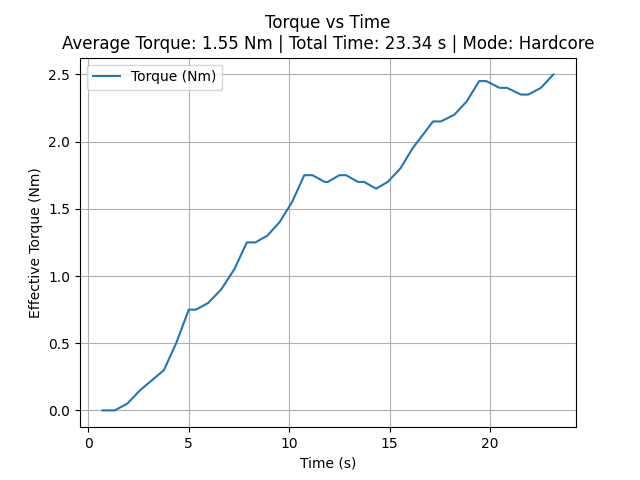 Torque vs Time
Average Torque: 1.55 Nm | Total Time: 23.34 s | Mode: Hardcore
Torque (Nm)
Effective Torque (Nm)
2.5
2.0
1.5
1.0
0.5
0.0
0 5 10 15 20
Time (s)